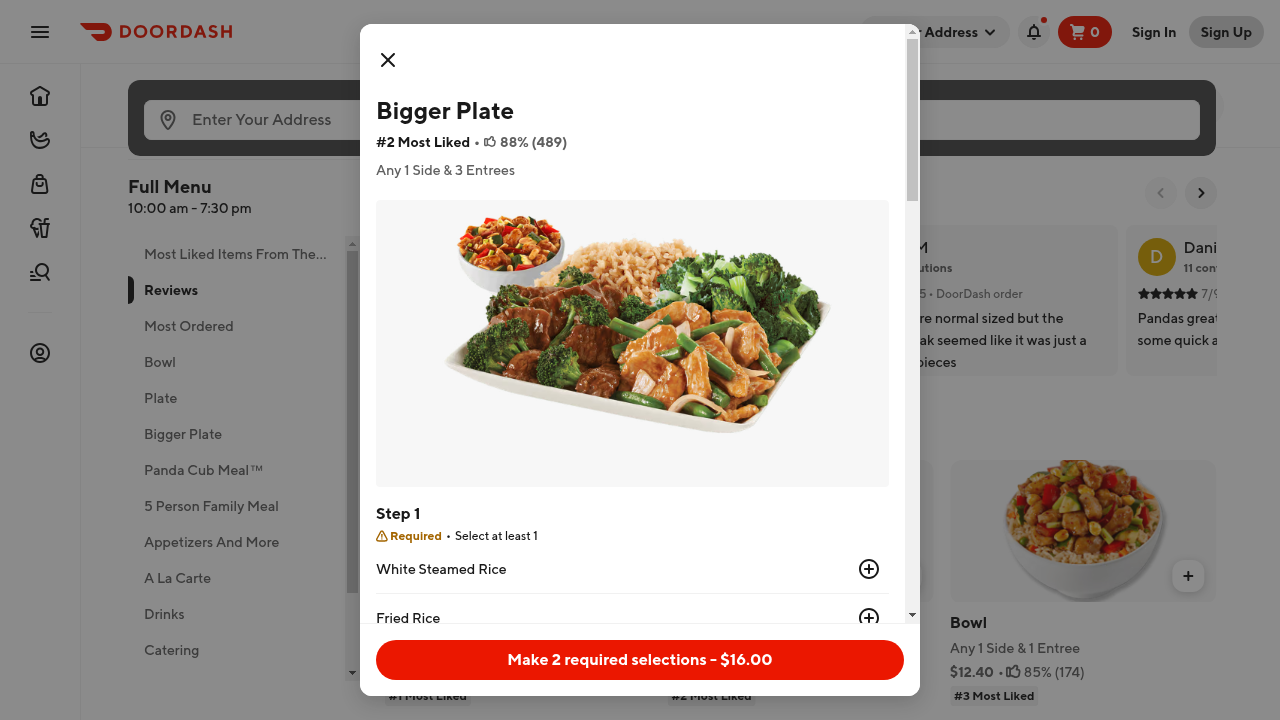 DOORDASH
Address
0
Sign In
Sign Up
Enter Your Address
Full Menu
10:00 am - 7:30 pm
Most Liked Items From The...
Reviews
Most Ordered
Bowl
Plate
Bigger Plate
Panda Cub Meal™
5 Person Family Meal
Appetizers And More
A La Carte
Drinks
Catering
Bigger Plate
#2 Most Liked • 88% (489)
Any 1 Side & 3 Entrees
Step 1
Required • Select at least 1
White Steamed Rice
Fried Rice
Make 2 required selections - $16.00
M
utions
5 • DoorDash order
re normal sized but the
ak seemed like it was just a
pieces
D
Dani
11 con
7/9
Pandas great
some quick a
Bowl
Any 1 Side & 1 Entree
$12.40 • 85% (174)
#3 Most Liked
#1 Most Liked
#2 Most Liked